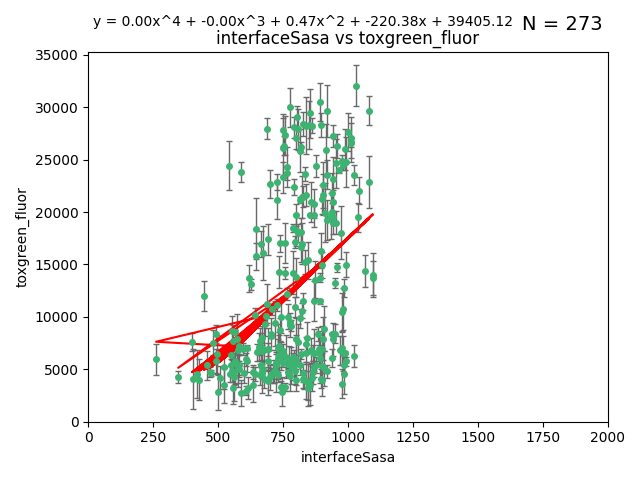 y = 0.00x^4 + -0.00x^3 + 0.47x^2 + -220.38x + 39405.12 N = 273
interfaceSasa vs toxgreen_fluor
35000
30000
25000
20000
15000
10000
5000
0
toxgreen_fluor
0 250 500 750 1000 1250 1500 1750 2000
interfaceSasa